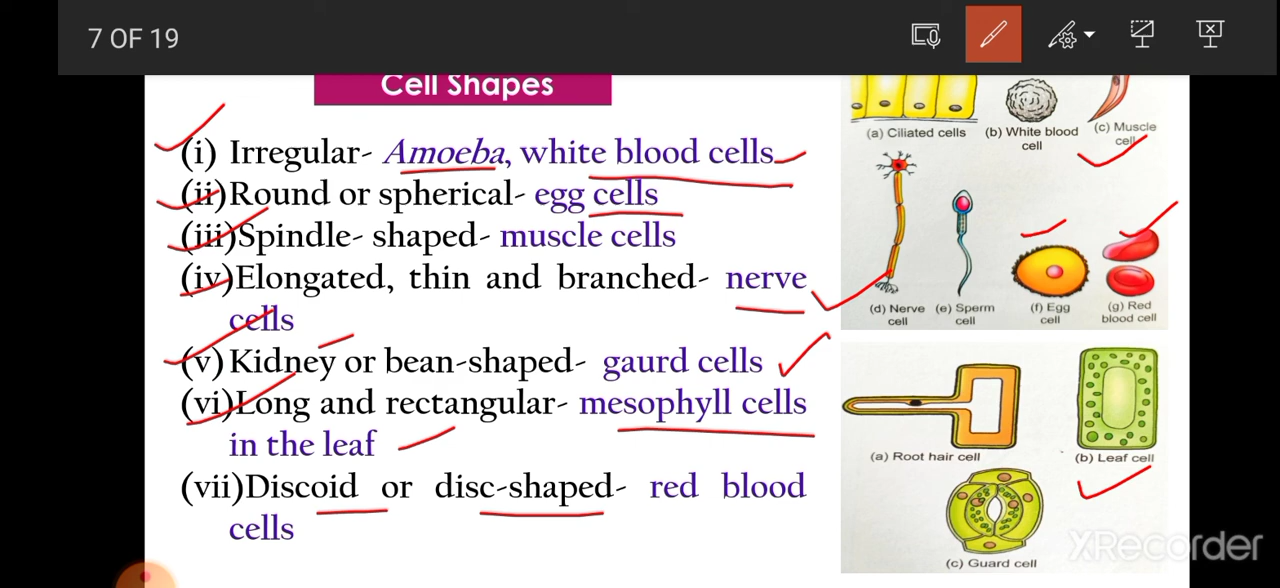 7 OF 19
Cell Shapes
(i) Irregular- Amoeba, white blood cells
(ii)Round or spherical- egg cells
(iii)Spindle- shaped- muscle cells
(iv)Elongated, thin and branched- nerve
cells
(v) Kidney or bean-shaped- gaurd cells
(vi)Long and rectangular- mesophyll cells
in the leaf
(vii)Discoid or disc-shaped- red blood
cells
(a) Ciliated cells
(b) White blood
cell
(c) Muscle
cell
(d) Nerve
cell
(e) Sperm
cell
(f) Egg
cell
(g) Red
blood cell
(a) Root hair cell
(b) Leaf cell
(c) Guard cell
XRecorder